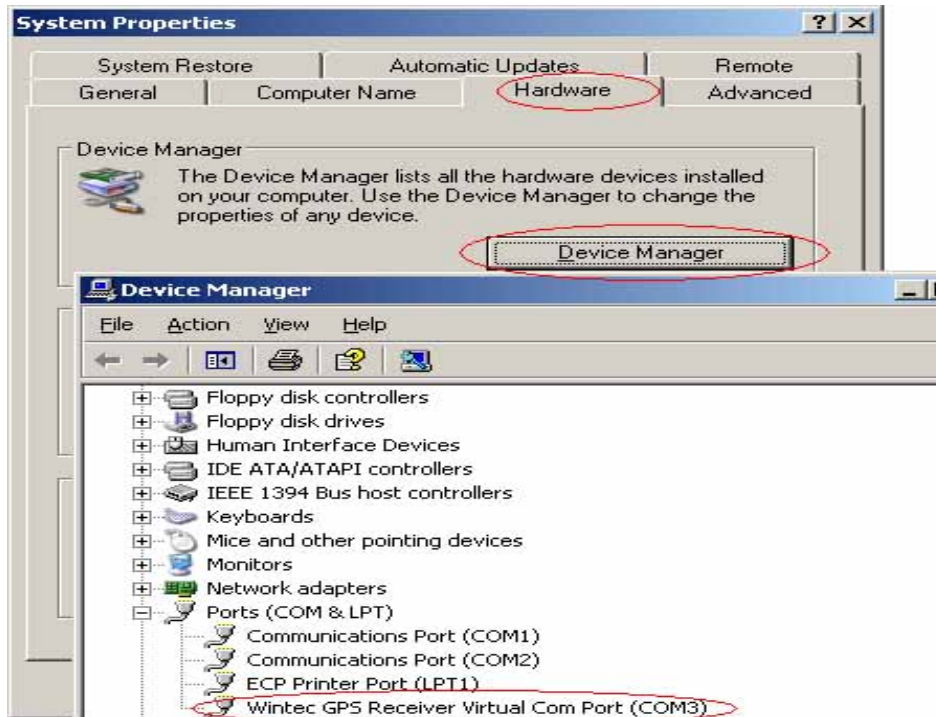 System Properties
System Restore Automatic Updates Remote
General Computer Name Hardware Advanced
Device Manager
The Device Manager lists all the hardware devices installed
on your computer. Use the Device Manager to change the
properties of any device.
Device Manager
Device Manager
File Action View Help
Floppy disk controllers
Floppy disk drives
Human Interface Devices
IDE ATA/ATAPI controllers
IEEE 1394 Bus host controllers
Keyboards
Mice and other pointing devices
Monitors
Network adapters
Ports (COM & LPT)
Communications Port (COM1)
Communications Port (COM2)
ECP Printer Port (LPT1)
Wintec GPS Receiver Virtual Com Port (COM3)